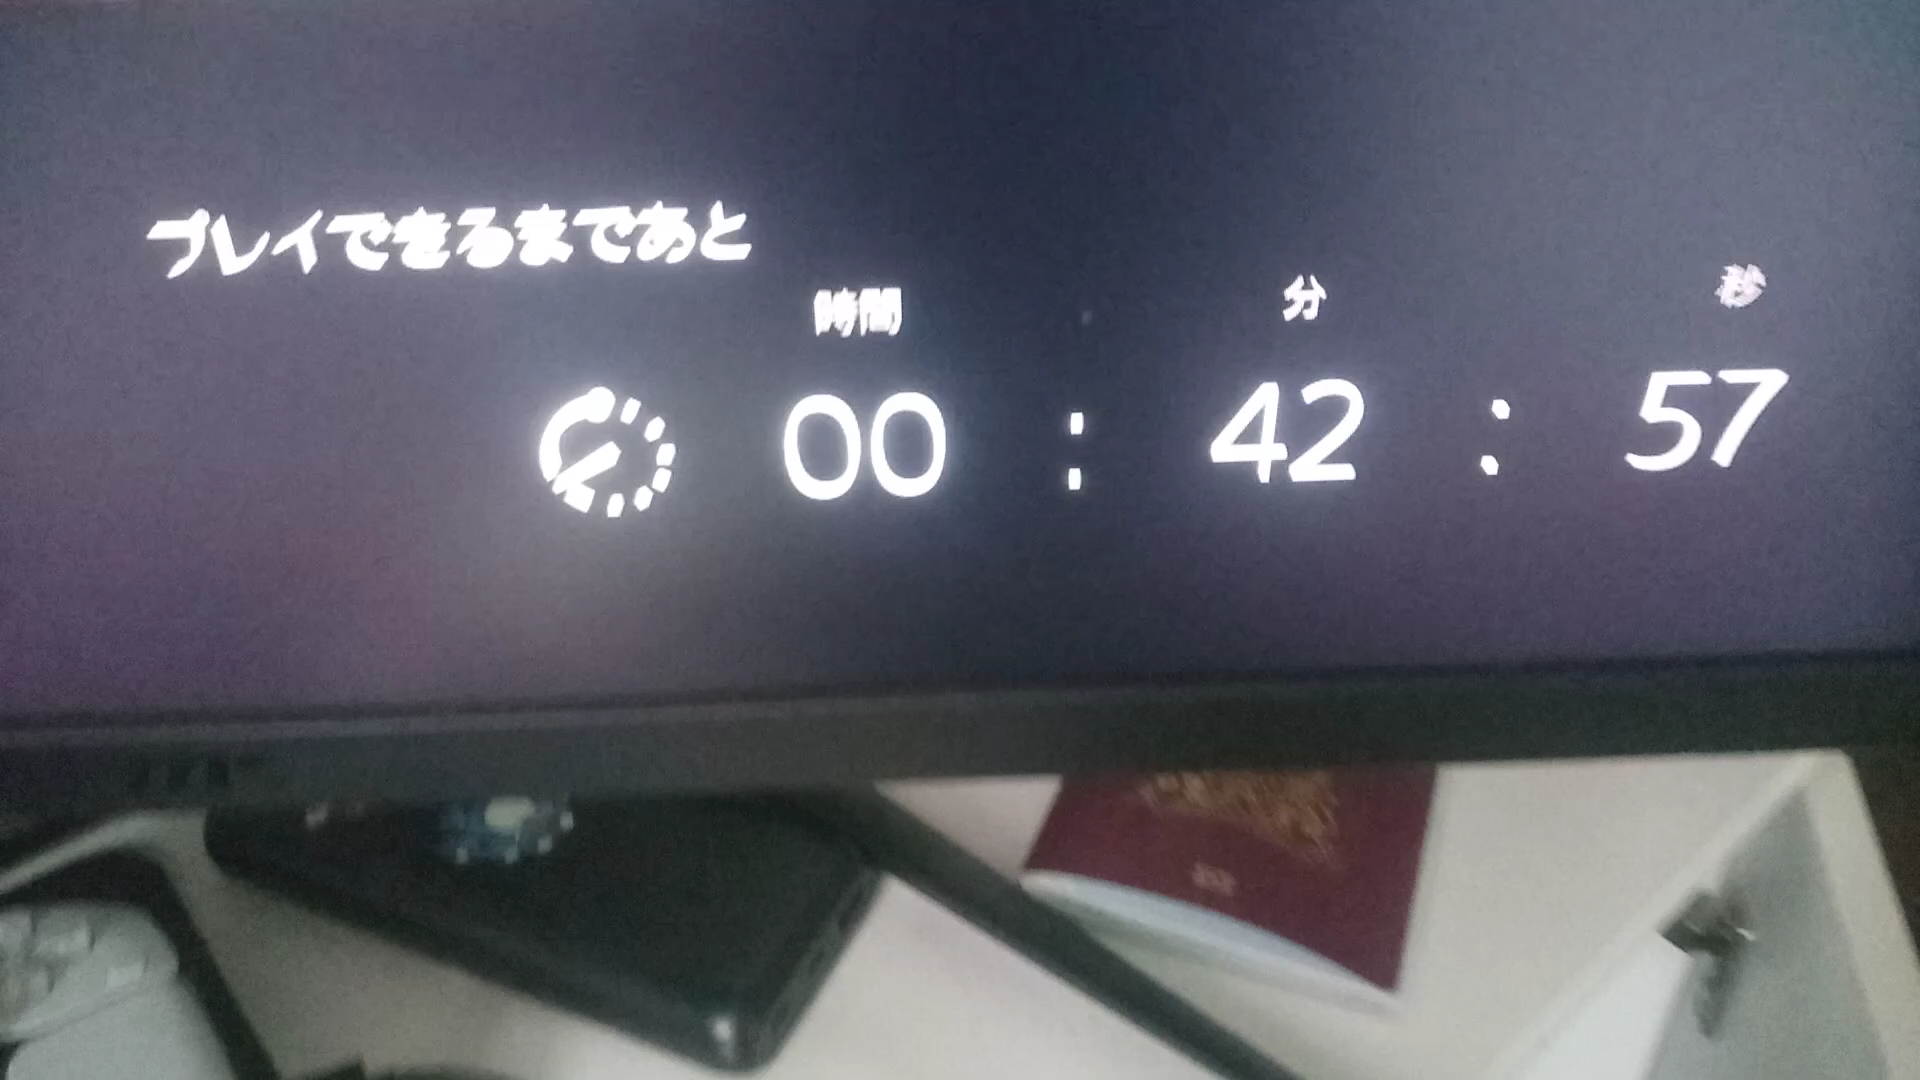 プレイできるまであと
時間 分 秒
00 : 42 : 57